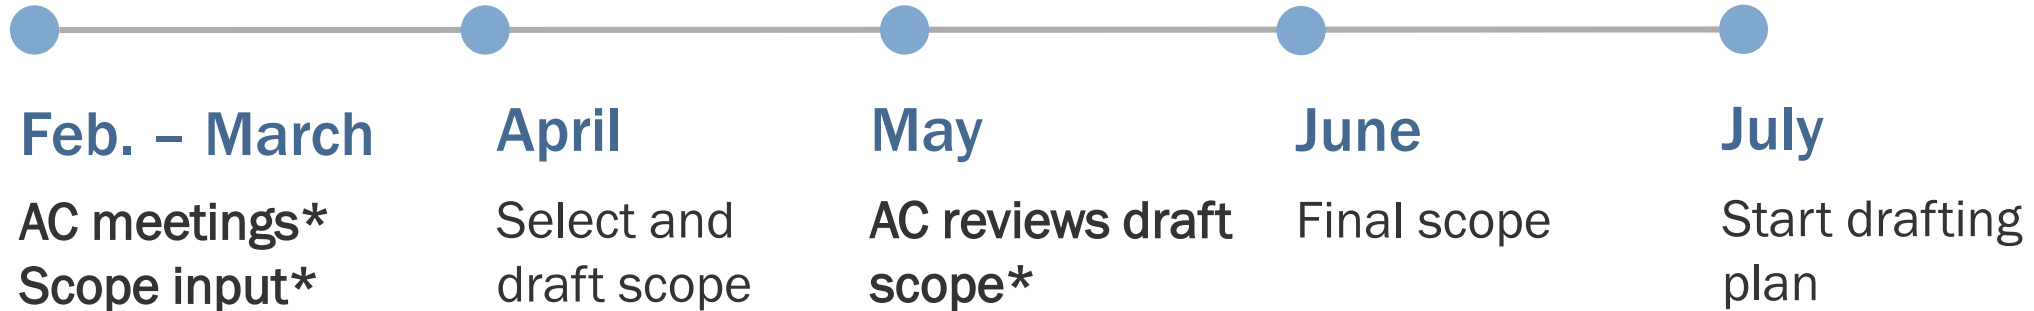 Feb. – March
AC meetings*
Scope input*
April
Select and
draft scope
May
AC reviews draft
scope*
June
Final scope
July
Start drafting
plan